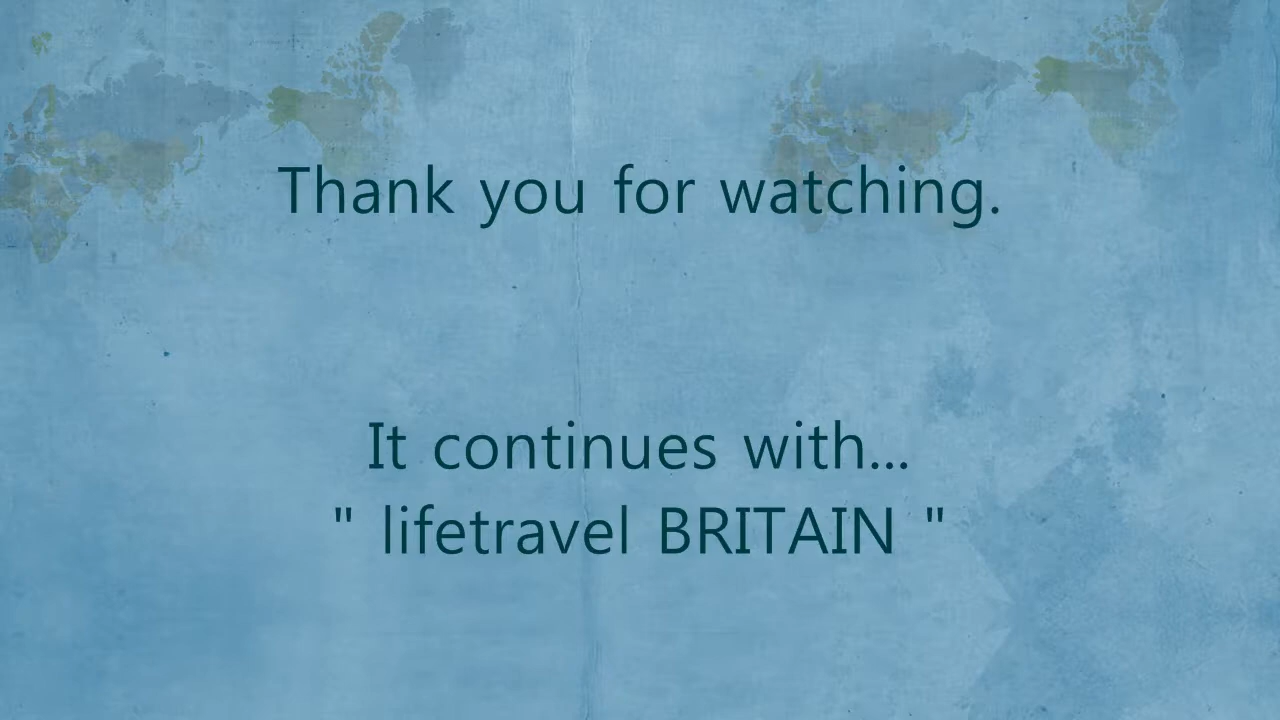 Thank you for watching.
It continues with...
" lifetravel BRITAIN "